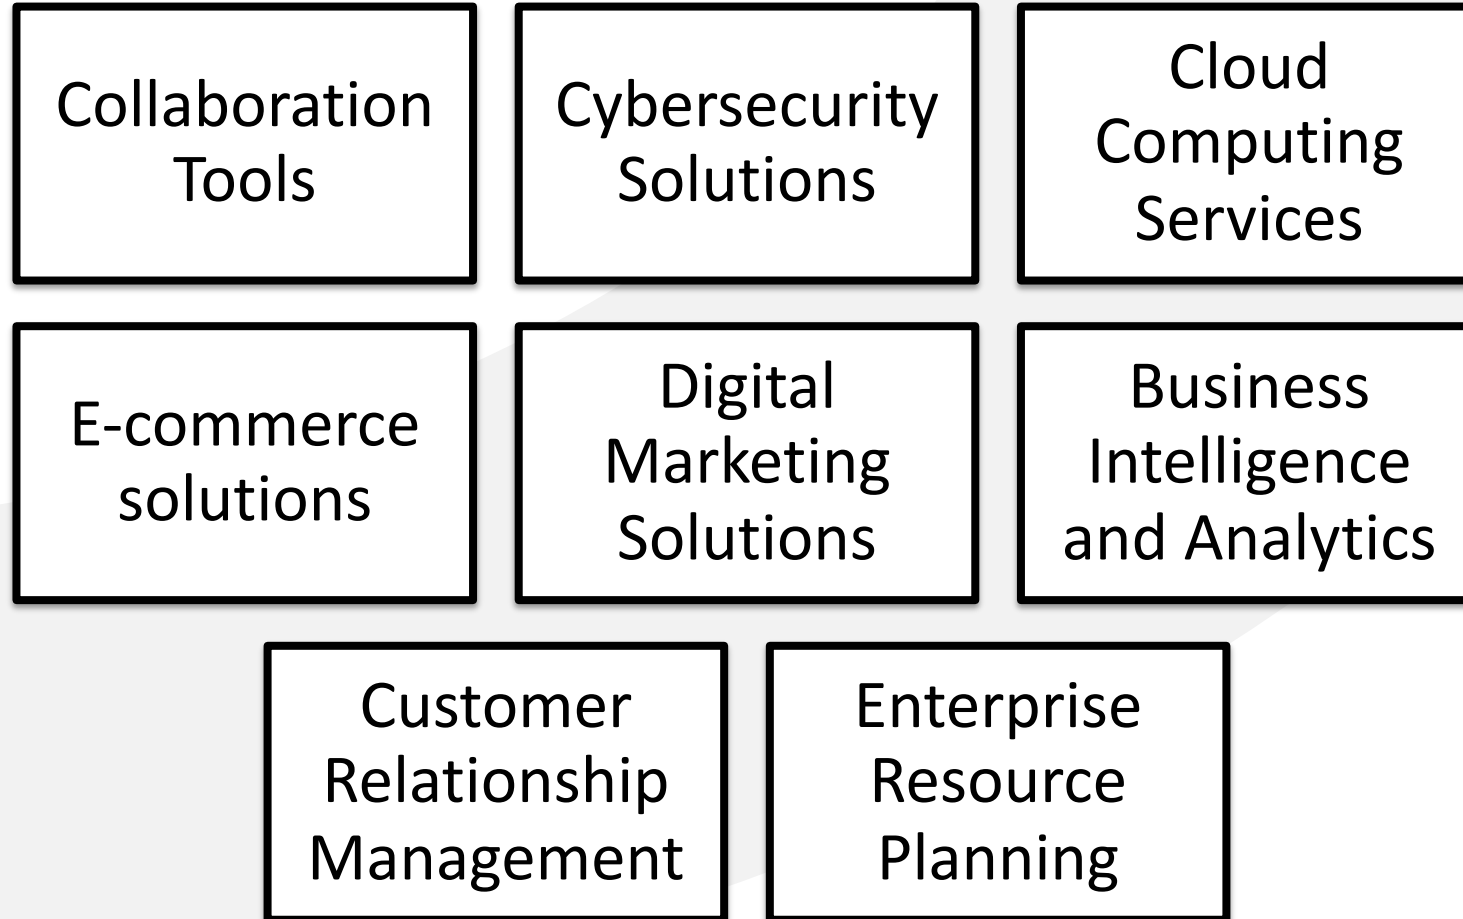 Collaboration
Tools
Cybersecurity
Solutions
Cloud
Computing
Services
E-commerce
solutions
Digital
Marketing
Solutions
Business
Intelligence
and Analytics
Customer
Relationship
Management
Enterprise
Resource
Planning